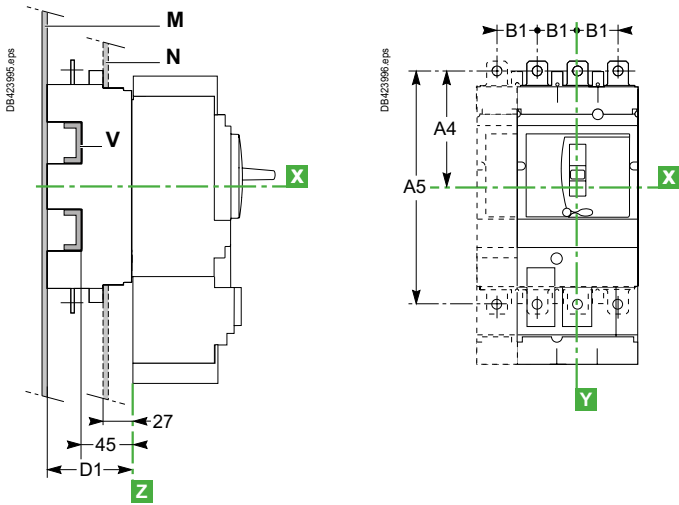 M
N
DB423995.eps
V
X
27
45
D1
Z
B1 B1 B1
DB423996.eps
A4
A5
X
Y